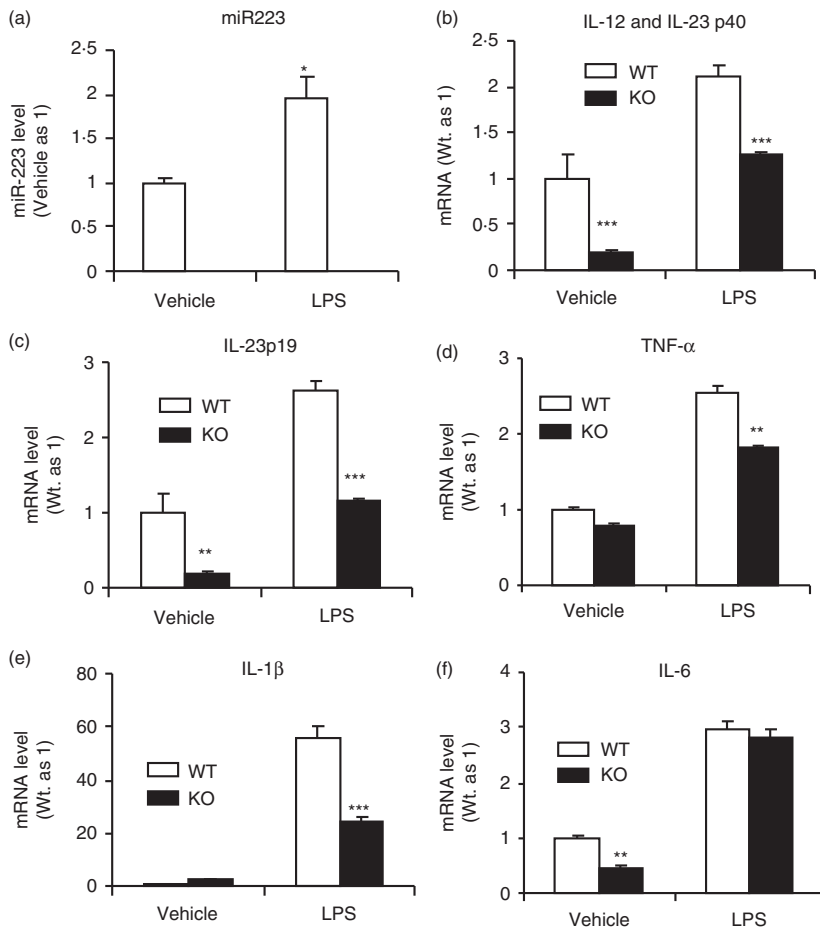 (a)
miR223
miR-223 level
(Vehicle as 1)
2·5
2
1·5
1
0·5
0
*
Vehicle
LPS
(b)
IL-12 and IL-23 p40
mRNA (Wt. as 1)
2·5
2
1·5
1
0·5
0
WT
KO
***
***
Vehicle
LPS
(c)
IL-23p19
mRNA level
(Wt. as 1)
3
2
1
0
WT
KO
**
***
Vehicle
LPS
(d)
TNF-α
mRNA level
(Wt. as 1)
3
2
1
0
WT
KO
**
Vehicle
LPS
(e)
IL-1β
mRNA level
(Wt. as 1)
80
60
40
20
0
WT
KO
***
Vehicle
LPS
(f)
IL-6
mRNA level
(Wt. as 1)
4
3
2
1
0
WT
KO
**
Vehicle
LPS